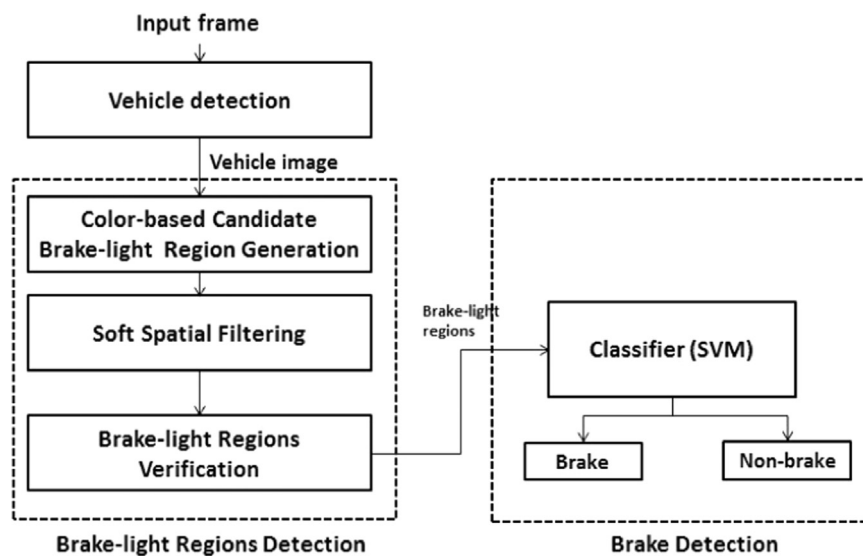 Input frame
Vehicle detection
Vehicle image
Color-based Candidate
Brake-light Region Generation
Soft Spatial Filtering
Brake-light Regions
Verification
Brake-light Regions Detection
Brake-light
regions
Classifier (SVM)
Brake
Non-brake
Brake Detection